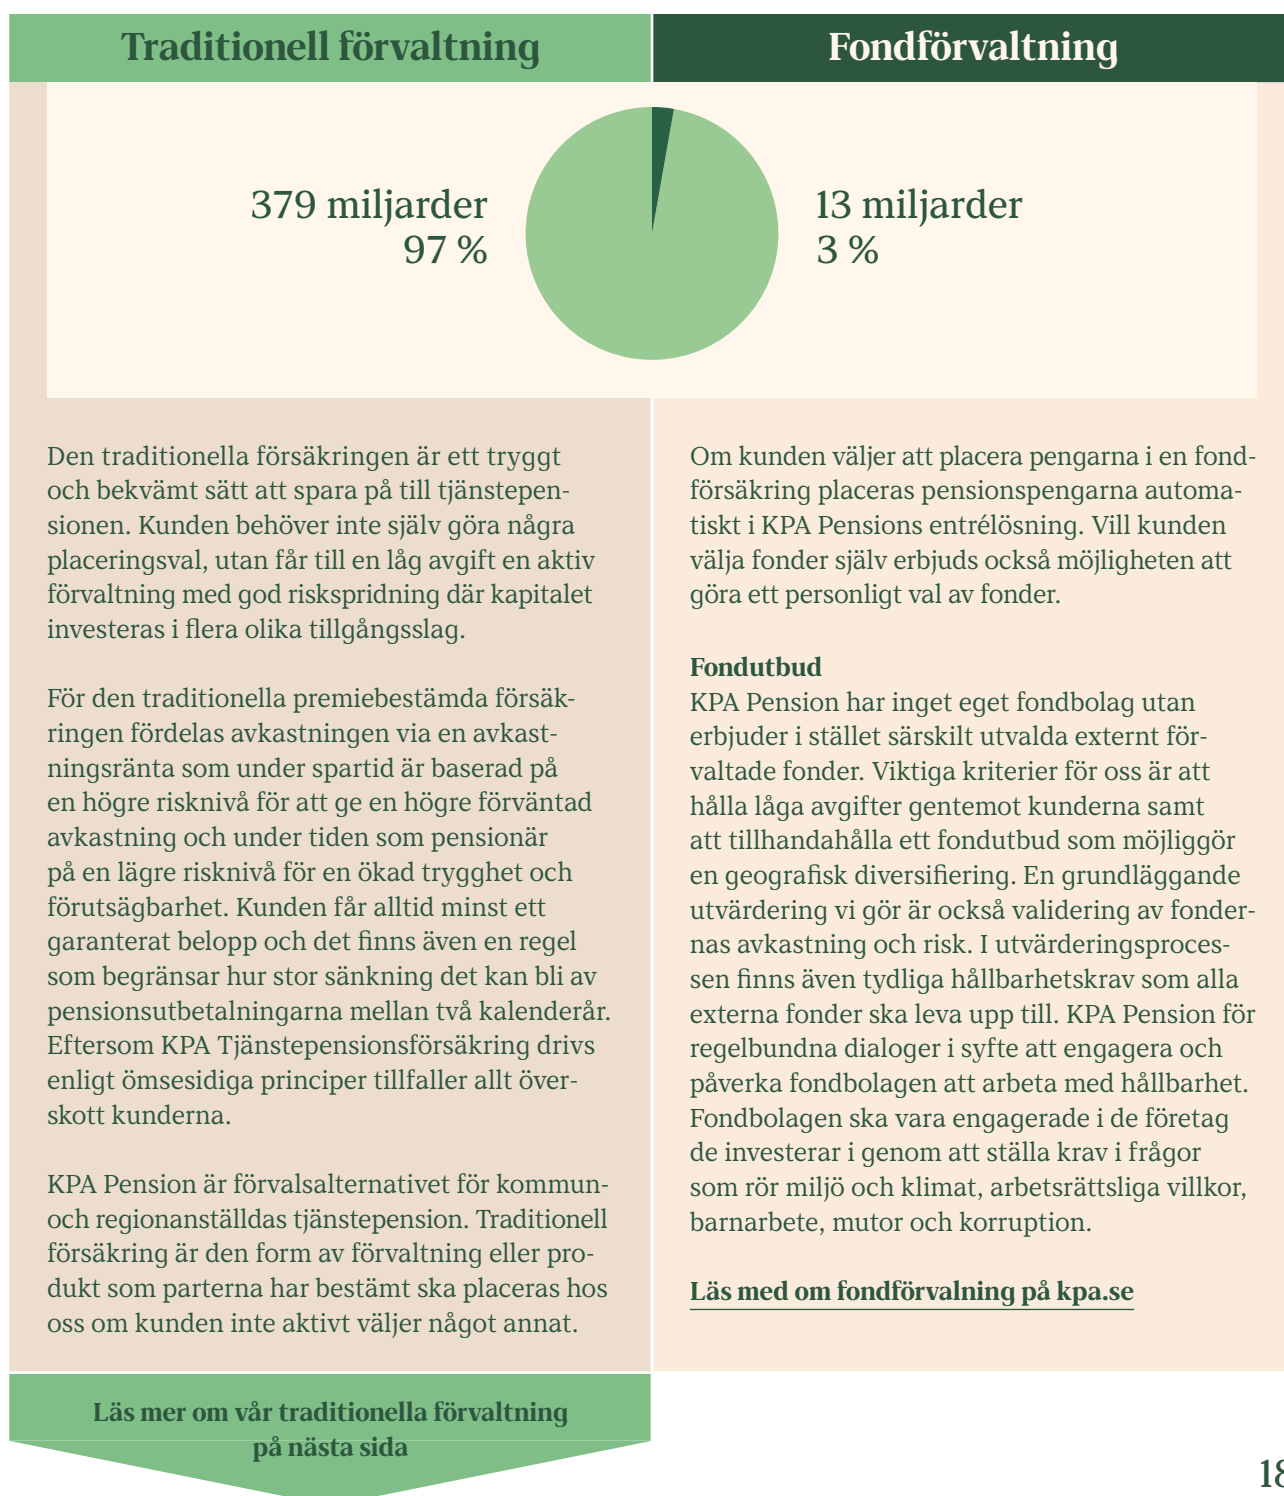 Traditionell förvaltning
Fondförvaltning
379 miljarder
97 %
13 miljarder
3 %
Den traditionella försäkringen är ett tryggt
och bekvämt sätt att spara på till tjänstepen-
sionen. Kunden behöver inte själv göra några
placeringsval, utan får till en låg avgift en aktiv
förvaltning med god riskspridning där kapitalet
investeras i flera olika tillgångsslag.
För den traditionella premiebestämda försäk-
ringen fördelas avkastningen via en avkast-
ningsränta som under spartid är baserad på
en högre risknivå för att ge en högre förväntad
avkastning och under tiden som pensionär
på en lägre risknivå för en ökad trygghet och
förutsägbarhet. Kunden får alltid minst ett
garanterat belopp och det finns även en regel
som begränsar hur stor sänkning det kan bli av
pensionsutbetalningarna mellan två kalenderår.
Eftersom KPA Tjänstepensionsförsäkring drivs
enligt ömsesidiga principer tillfaller allt över-
skott kunderna.
KPA Pension är förvalsalternativet för kommun-
och regionanställdas tjänstepension. Traditionell
försäkring är den form av förvaltning eller pro-
dukt som parterna har bestämt ska placeras hos
oss om kunden inte aktivt väljer något annat.
Läs mer om vår traditionella förvaltning
på nästa sida
Om kunden väljer att placera pengarna i en fond-
försäkring placeras pensionspengarna automa-
tiskt i KPA Pensions entrélösning. Vill kunden
välja fonder själv erbjuds också möjligheten att
göra ett personligt val av fonder.
Fondutbud
KPA Pension har inget eget fondbolag utan
erbjuder i stället särskilt utvalda externt för-
valtade fonder. Viktiga kriterier för oss är att
hålla låga avgifter gentemot kunderna samt
att tillhandahålla ett fondutbud som möjliggör
en geografisk diversifiering. En grundläggande
utvärdering vi gör är också validering av fonder-
nas avkastning och risk. I utvärderingsproces-
sen finns även tydliga hållbarhetskrav som alla
externa fonder ska leva upp till. KPA Pension för
regelbundna dialoger i syfte att engagera och
påverka fondbolagen att arbeta med hållbarhet.
Fondbolagen ska vara engagerade i de företag
de investerar i genom att ställa krav i frågor
som rör miljö och klimat, arbetsrättsliga villkor,
barnarbete, mutor och korruption.
Läs med om fondförvalning på kpa.se
18